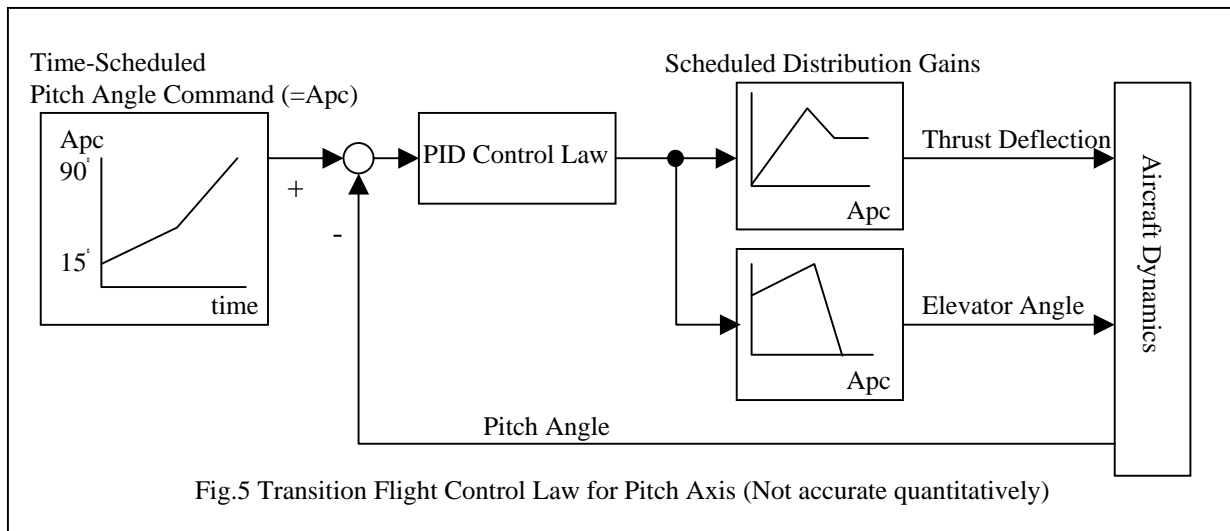 Time-Scheduled
Pitch Angle Command (=Apc)
Apc
90°
15°
time
+
-
PID Control Law
Scheduled Distribution Gains
Apc
Apc
Thrust Deflection
Elevator Angle
Aircraft Dynamics
Pitch Angle
Fig.5 Transition Flight Control Law for Pitch Axis (Not accurate quantitatively)